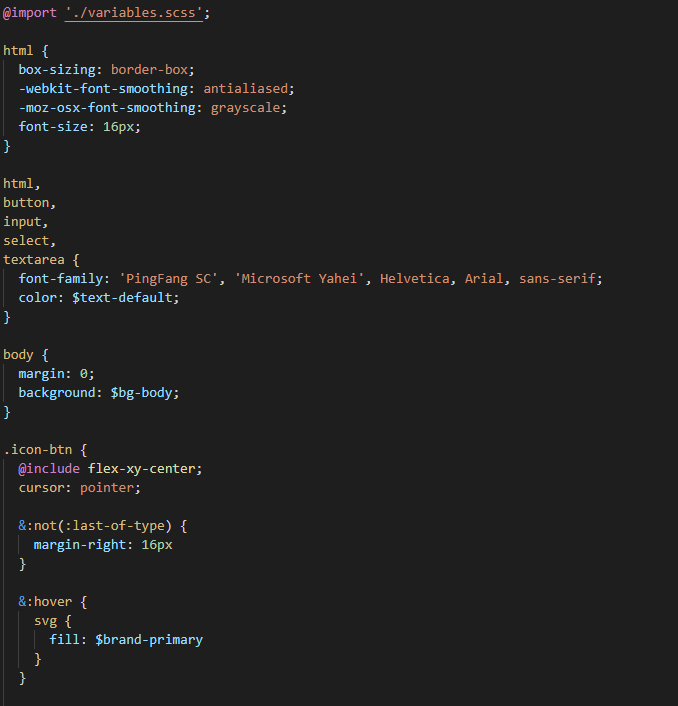 @import './variables.scss';
html {
box-sizing: border-box;
-webkit-font-smoothing: antialiased;
-moz-osx-font-smoothing: grayscale;
font-size: 16px;
}
html,
button,
input,
select,
textarea {
font-family: 'PingFang SC', 'Microsoft Yahei', Helvetica, Arial, sans-serif;
color: $text-default;
}
body {
margin: 0;
background: $bg-body;
}
.icon-btn {
@include flex-xy-center;
cursor: pointer;
&:not(:last-of-type) {
margin-right: 16px
}
&:hover {
svg {
fill: $brand-primary
}
}